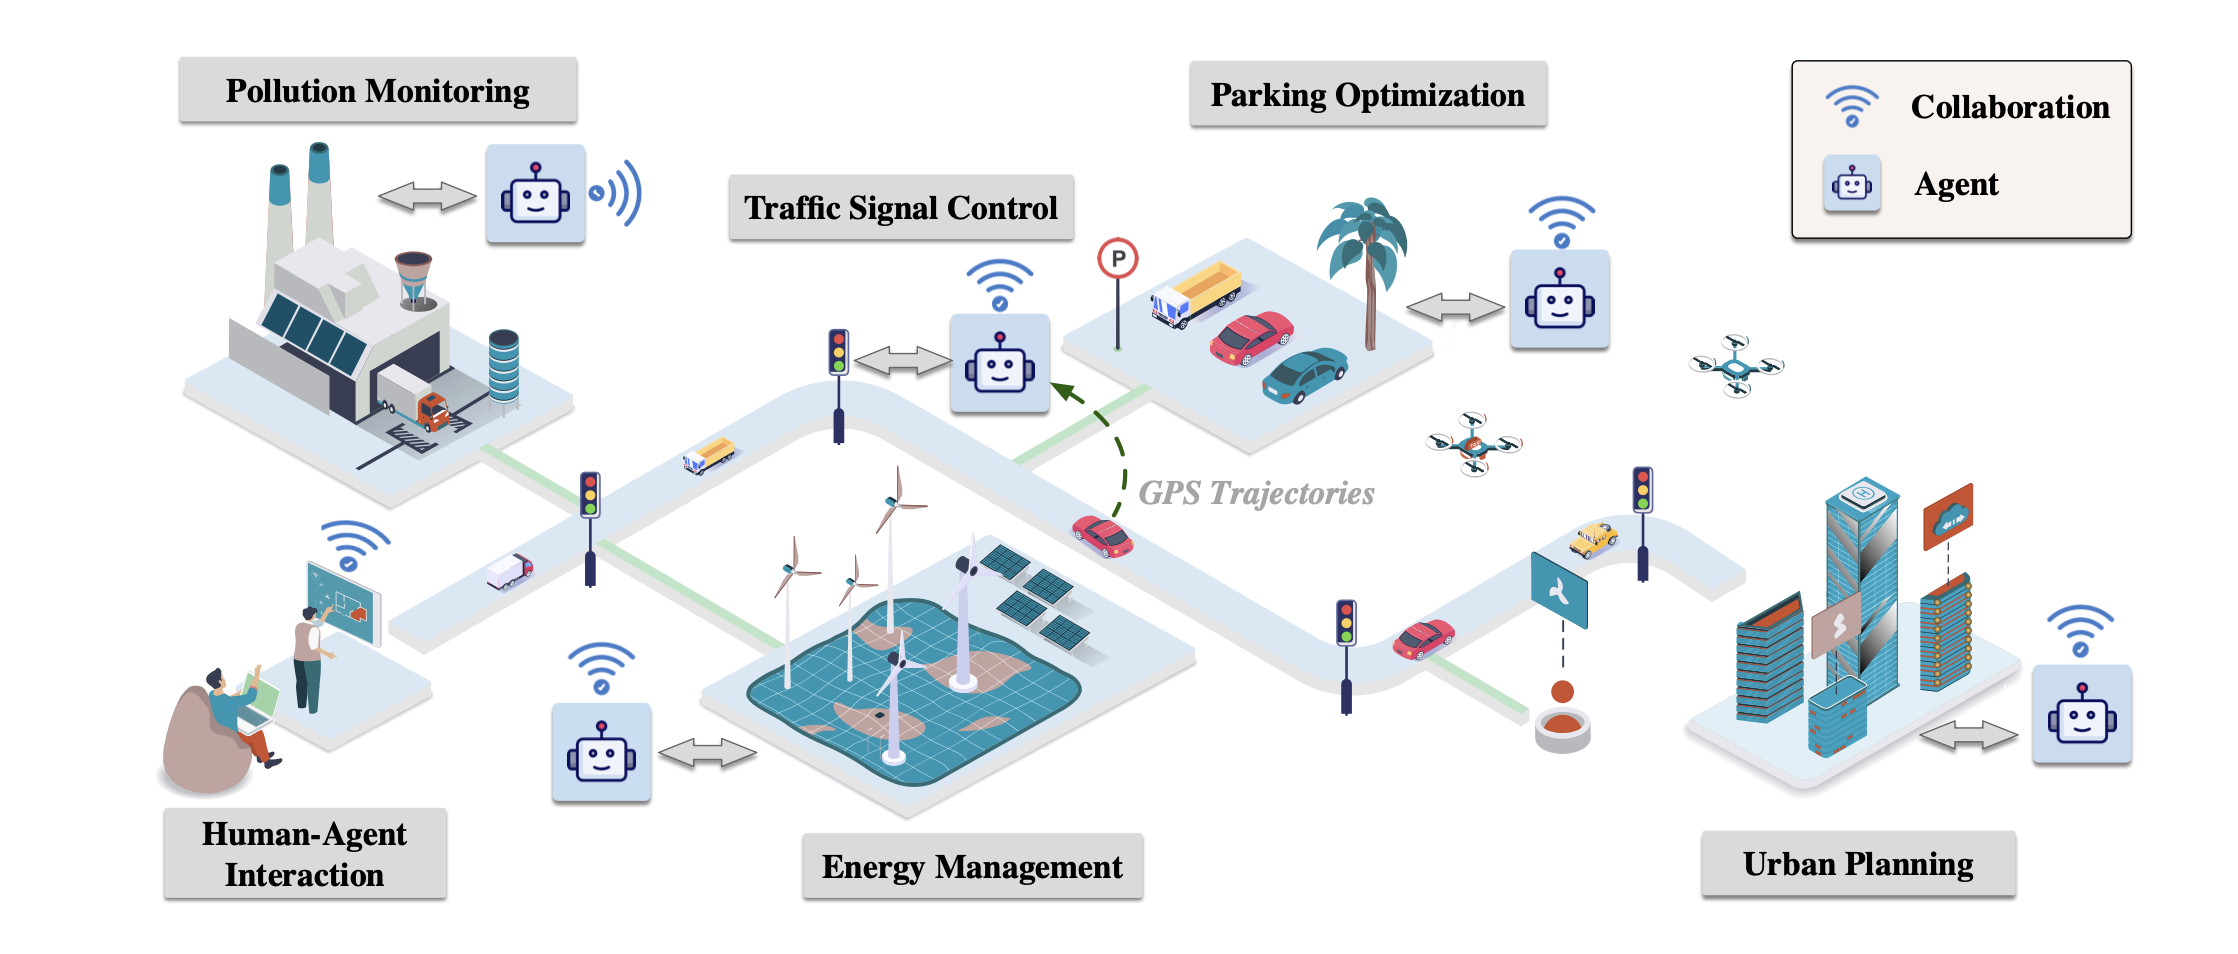 Pollution Monitoring
Parking Optimization
Collaboration
Agent
Traffic Signal Control
P
GPS Trajectories
H
Human-Agent
Interaction
Energy Management
Urban Planning